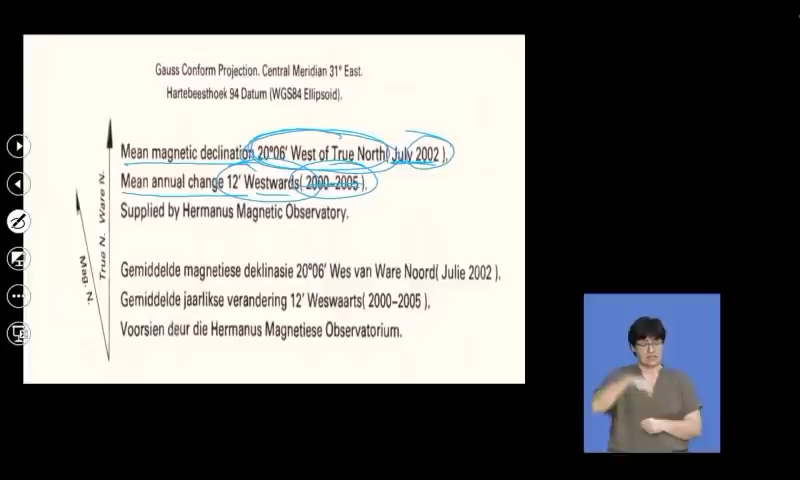 Gauss Conform Projection. Central Meridian 31° East.
Hartebeesthoek 94 Datum (WGS84 Ellipsoid).
Mean magnetic declination 20°06' West of True North( July 2002 ).
Mean annual change 12' Westwards( 2000-2005 ).
Supplied by Hermanus Magnetic Observatory.
True N. Ware N.
Mag. N.
Gemiddelde magnetiese deklinasie 20°06' Wes van Ware Noord( Julie 2002 ).
Gemiddelde jaarlikse verandering 12' Weswaarts( 2000-2005 ).
Voorsien deur die Hermanus Magnetiese Observatorium.